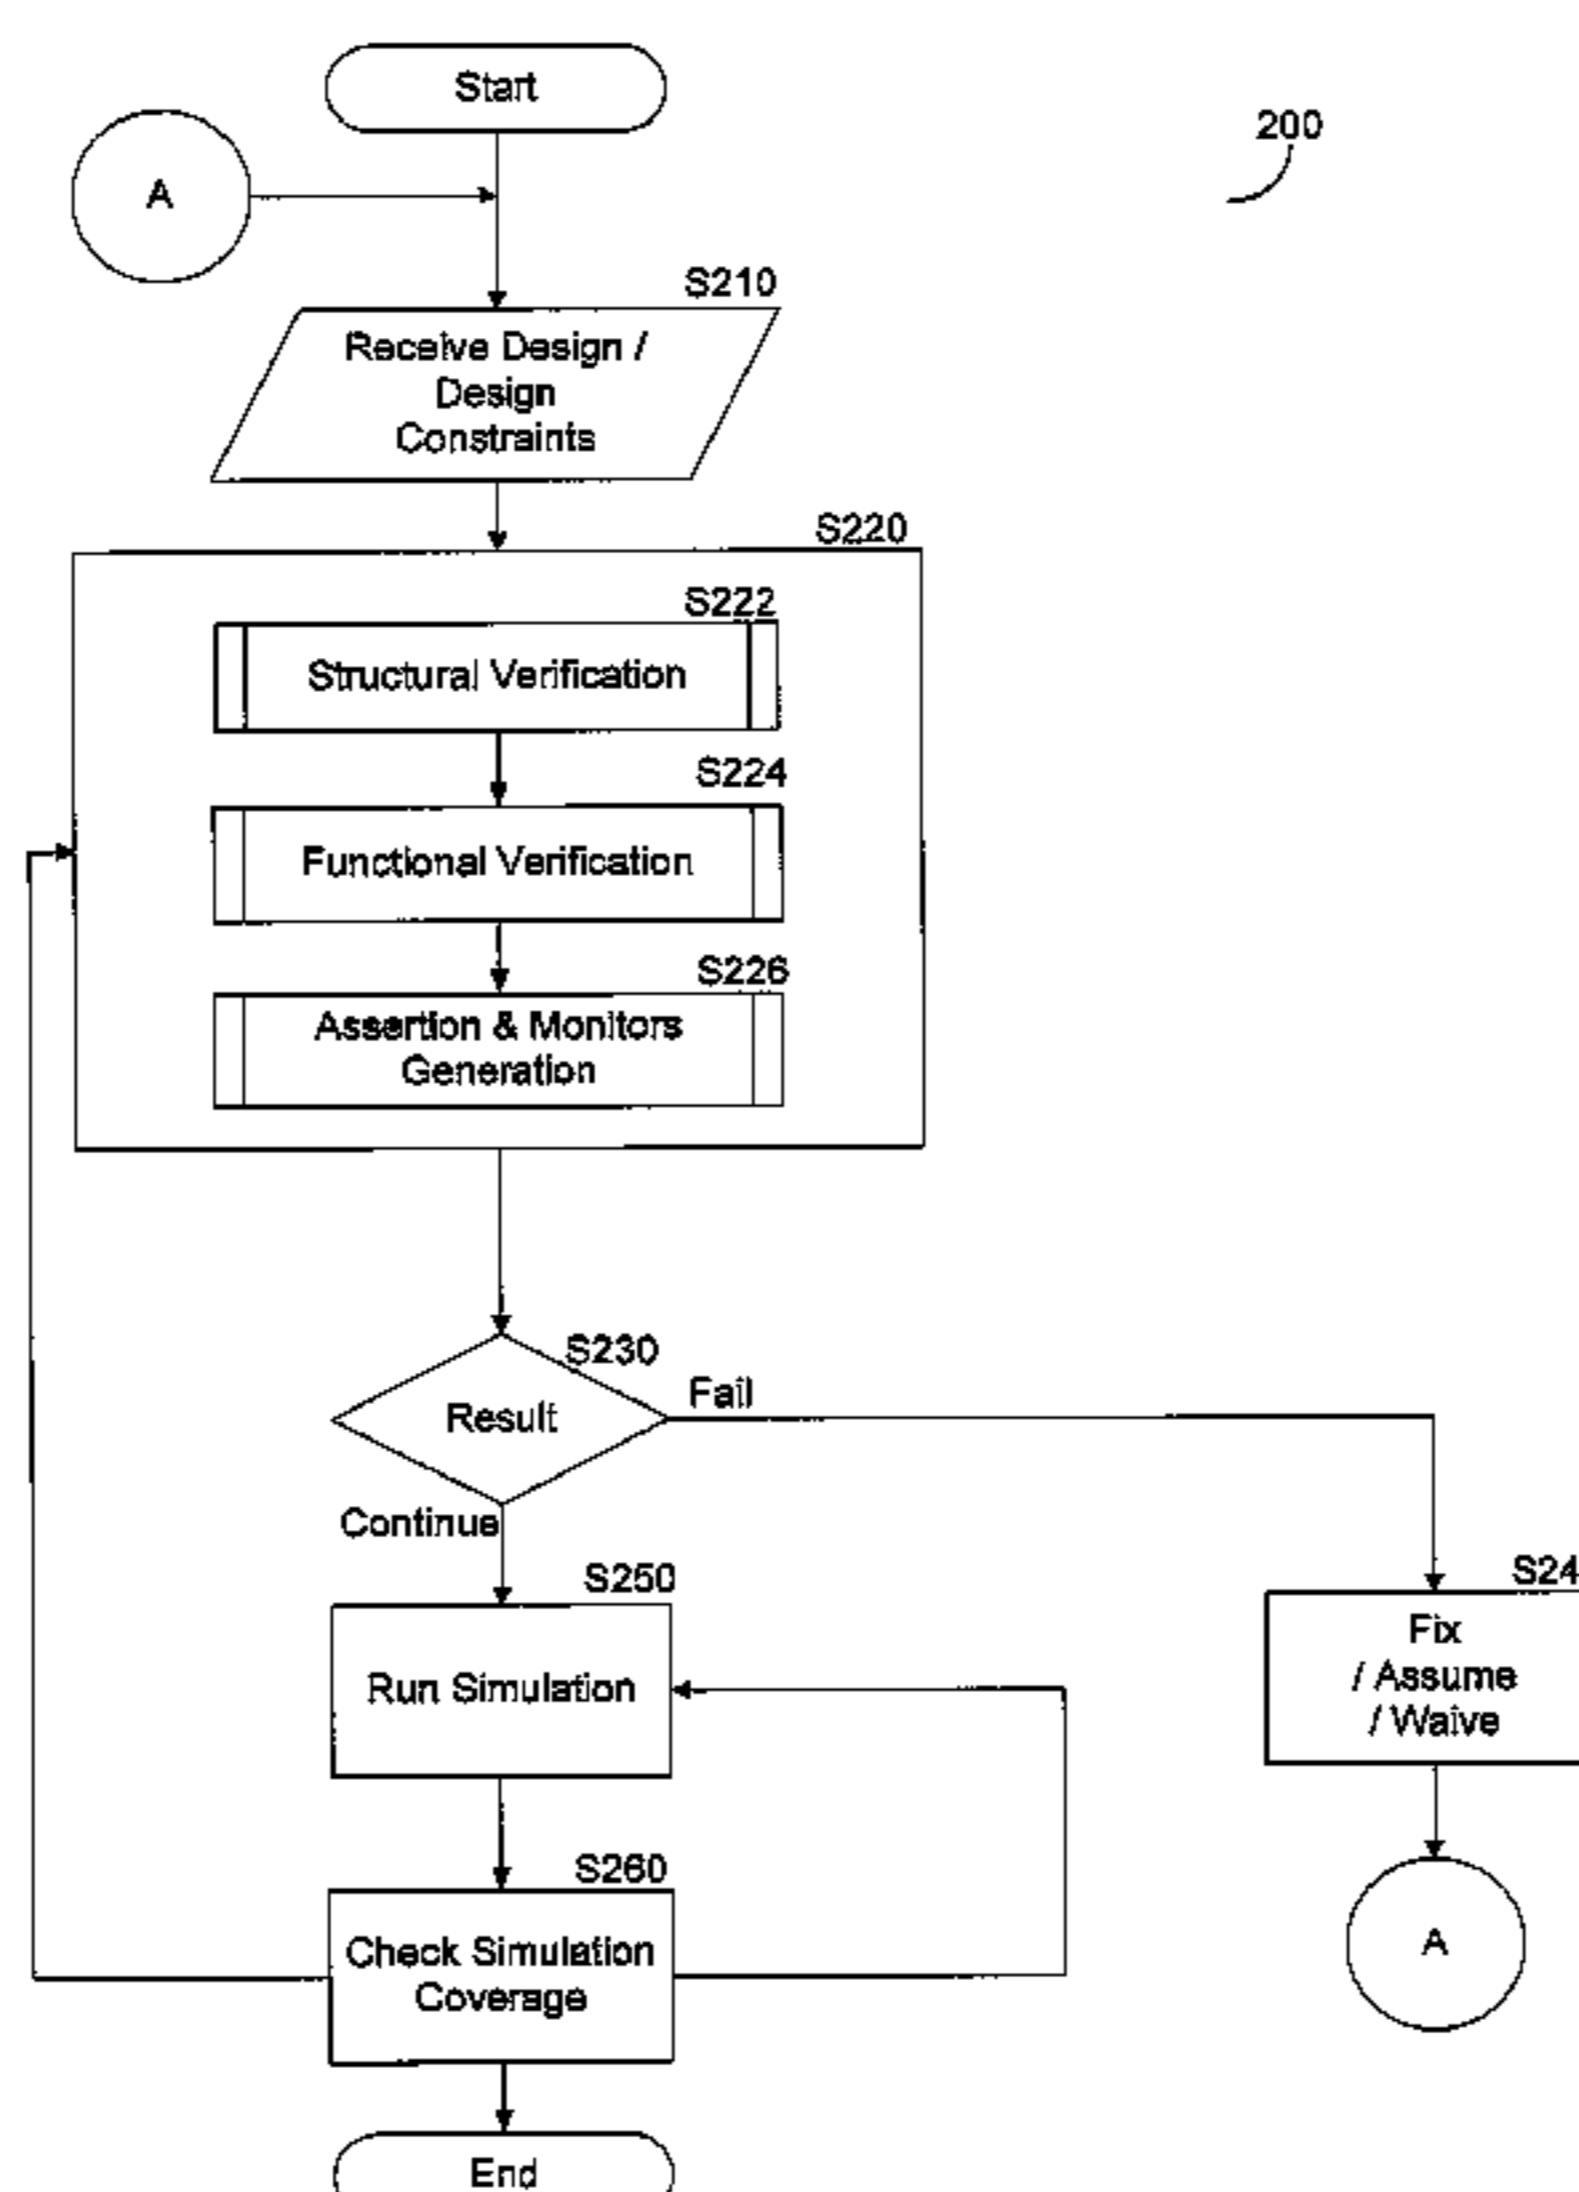 Start
A
200
S210
Receive Design /
Design
Constraints
S220
S222
Structural Verification
S224
Functional Verification
S226
Assertion & Monitors
Generation
S230
Result
Fail
Continue
S250
Run Simulation
S24
Fix
/ Assume
/ Waive
S260
Check Simulation
Coverage
A
End